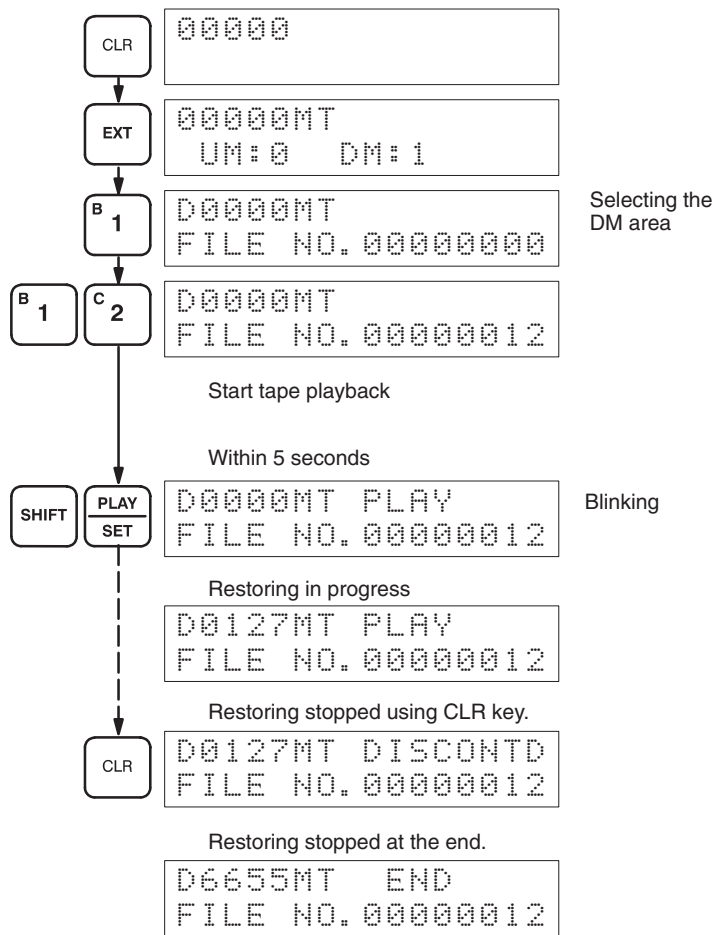 CLR
00000
EXT
00000MT
UM:0 DM:1
B 1
D0000MT
FILE NO.00000000
Selecting the
DM area
B 1
C 2
D0000MT
FILE NO.00000012
Start tape playback
Within 5 seconds
SHIFT
PLAY
SET
D0000MT PLAY
FILE NO.00000012
Blinking
Restoring in progress
D0127MT PLAY
FILE NO.00000012
Restoring stopped using CLR key.
CLR
D0127MT DISCONTD
FILE NO.00000012
Restoring stopped at the end.
D6655MT END
FILE NO.00000012